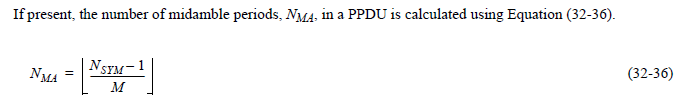 If present, the number of midamble periods, N_MA, in a PPDU is calculated using Equation (32-36).
N_MA = ⌊(N_SYM – 1) / M⌋ (32-36)